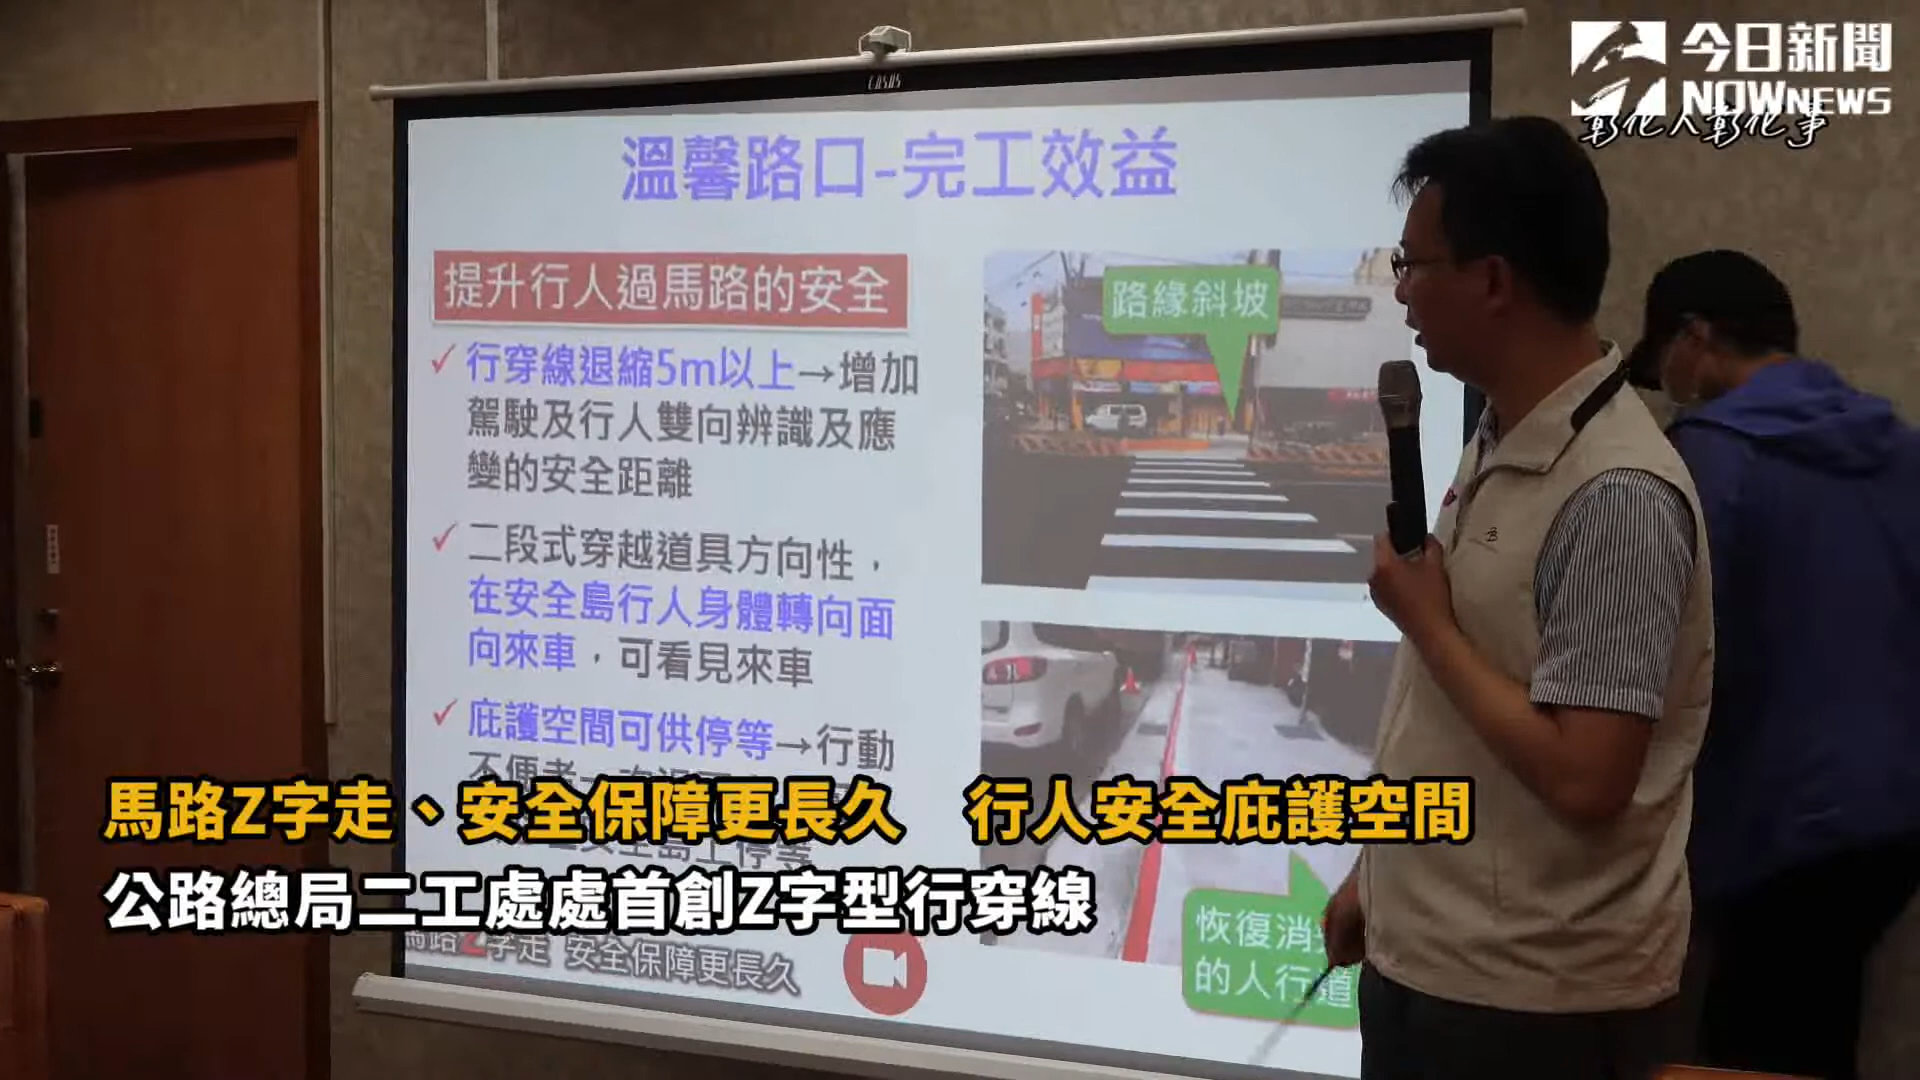 今日新聞
NOWNEWS
彰化人彰化事
CASOS
溫馨路口-完工效益
提升行人過馬路的安全
✓ 行穿線退縮5m以上→增加
駕駛及行人雙向辨識及應
變的安全距離
✓ 二段式穿越道具方向性，
在安全島行人身體轉向面
向來車，可看見來車
✓ 庇護空間可供停等→行動
路緣斜坡
恢復消
的人行道
馬路Z字走、安全保障更長久 行人安全庇護空間
公路總局二工處處首創Z字型行穿線
馬路Z字走 安全保障更長久